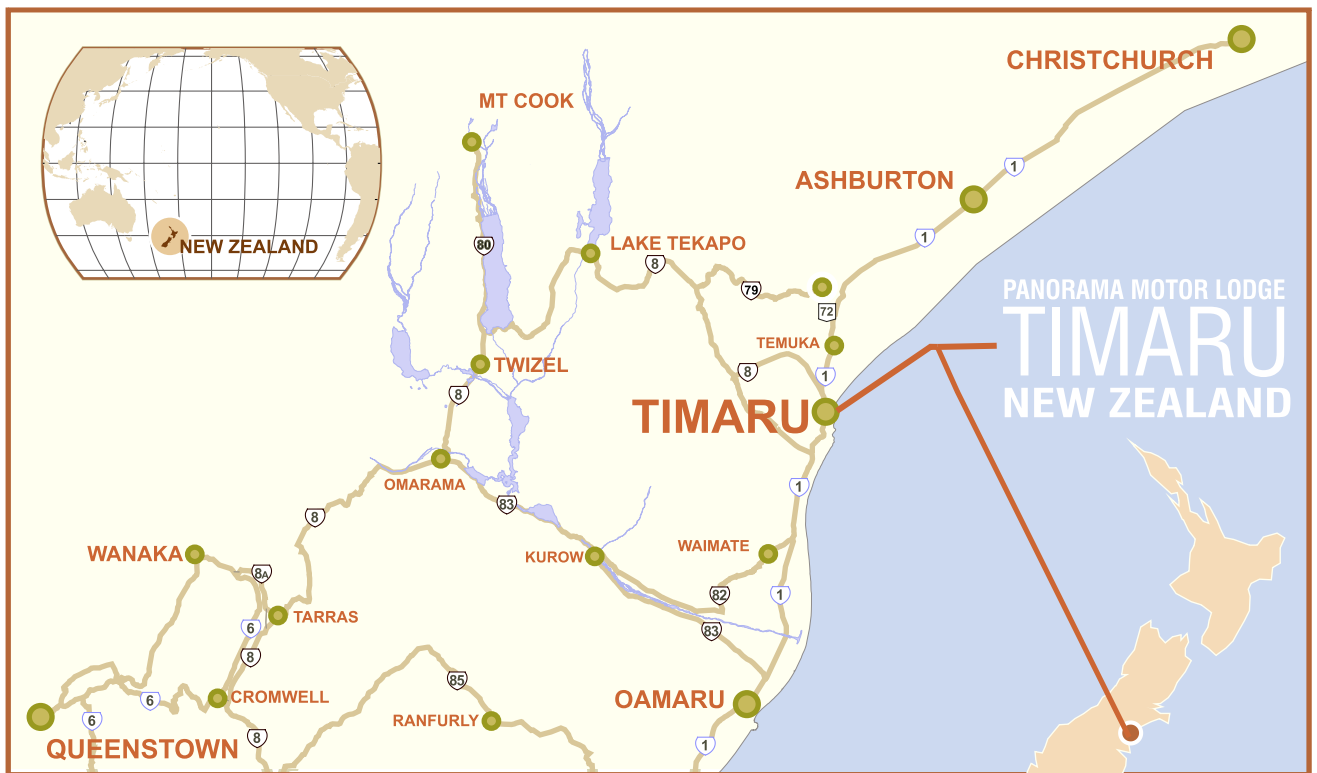 CHRISTCHURCH
MT COOK
1
ASHBURTON
1
NEW ZEALAND
80
LAKE TEKAPO
8
79
72
PANORAMA MOTOR LODGE
TIMARU
NEW ZEALAND
TEMUKA
TWIZEL
8
1
8
TIMARU
OMARAMA
83
1
8
WANAKA
KUROW
WAIMATE
8A
82
1
TARRAS
6
83
8
85
CROMWELL
6
OAMARU
RANFURLY
6
QUEENSTOWN
8
1